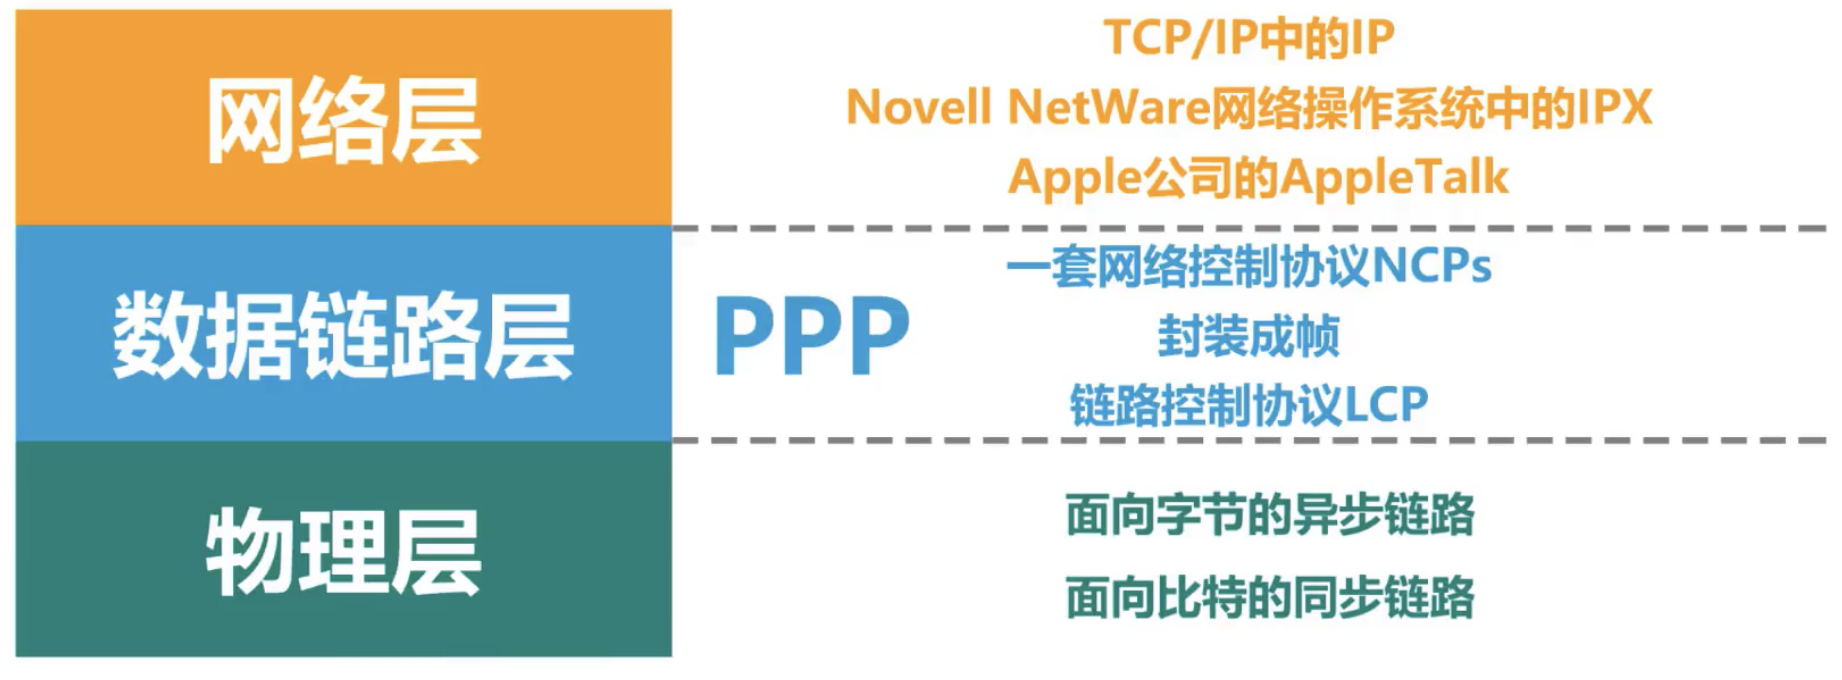 网络层
TCP/IP中的IP
Novell NetWare网络操作系统中的IPX
Apple公司的AppleTalk
数据链路层
PPP
一套网络控制协议NCPs
封装成帧
链路控制协议LCP
物理层
面向字节的异步链路
面向比特的同步链路